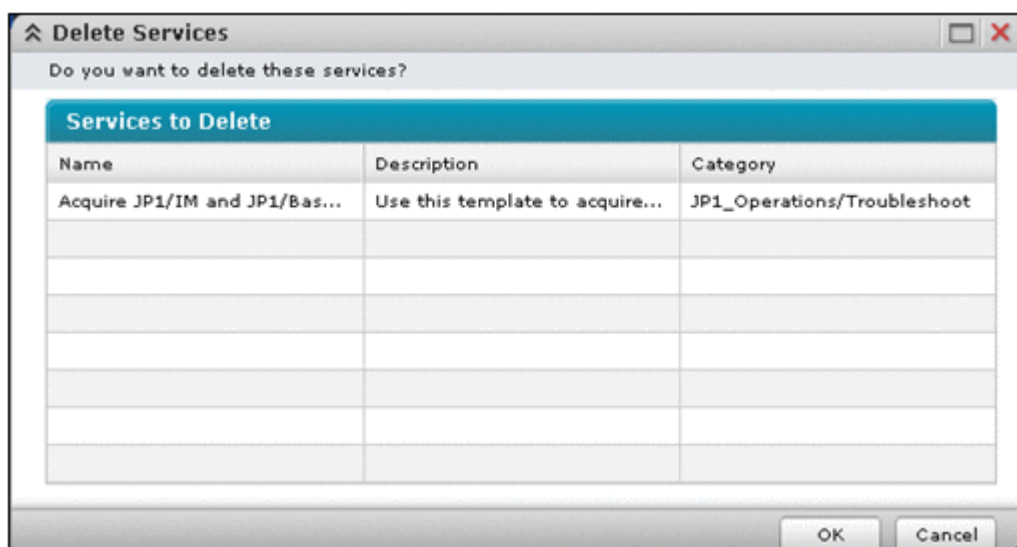 Delete Services
Do you want to delete these services?
Services to Delete
Name Description Category
Acquire JP1/IM and JP1/Bas... Use this template to acquire... JP1_Operations/Troubleshoot
OK Cancel